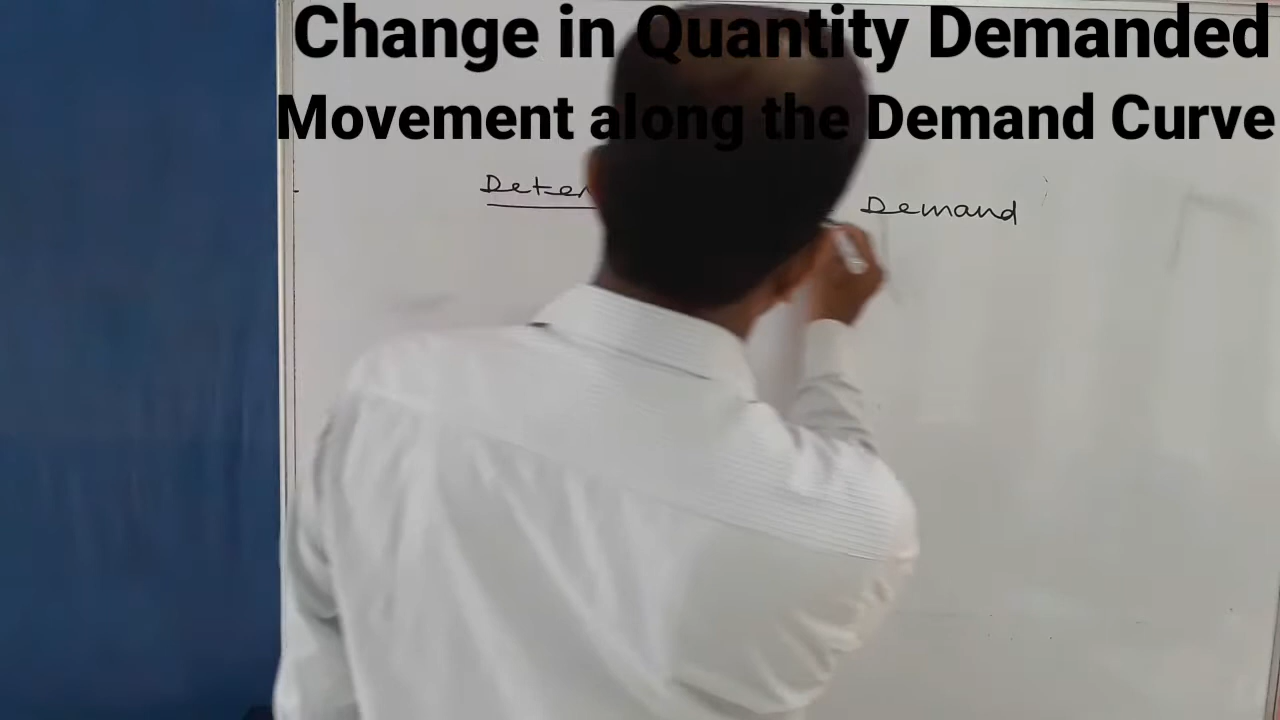 Change in Quantity Demanded
Movement along the Demand Curve
Demand